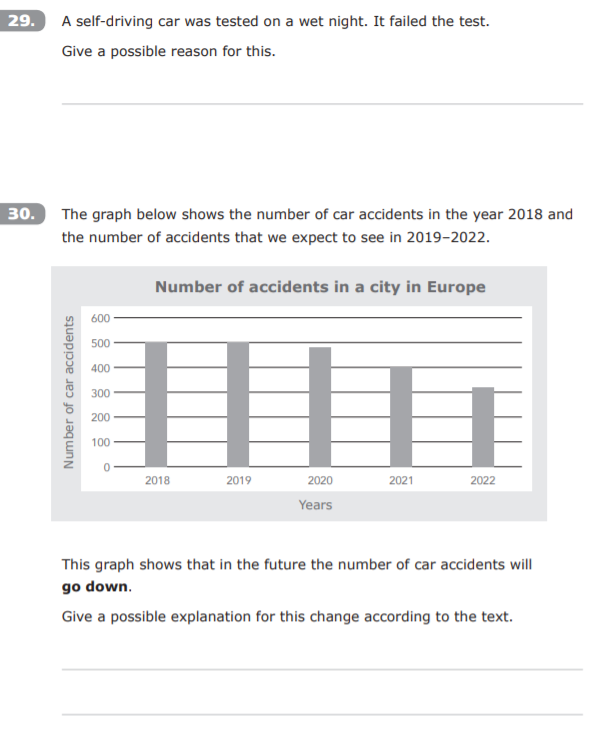 29. A self-driving car was tested on a wet night. It failed the test.
Give a possible reason for this.
30. The graph below shows the number of car accidents in the year 2018 and
the number of accidents that we expect to see in 2019–2022.
Number of accidents in a city in Europe
Number of car accidents
600
500
400
300
200
100
0
2018 2019 2020 2021 2022
Years
This graph shows that in the future the number of car accidents will
go down.
Give a possible explanation for this change according to the text.